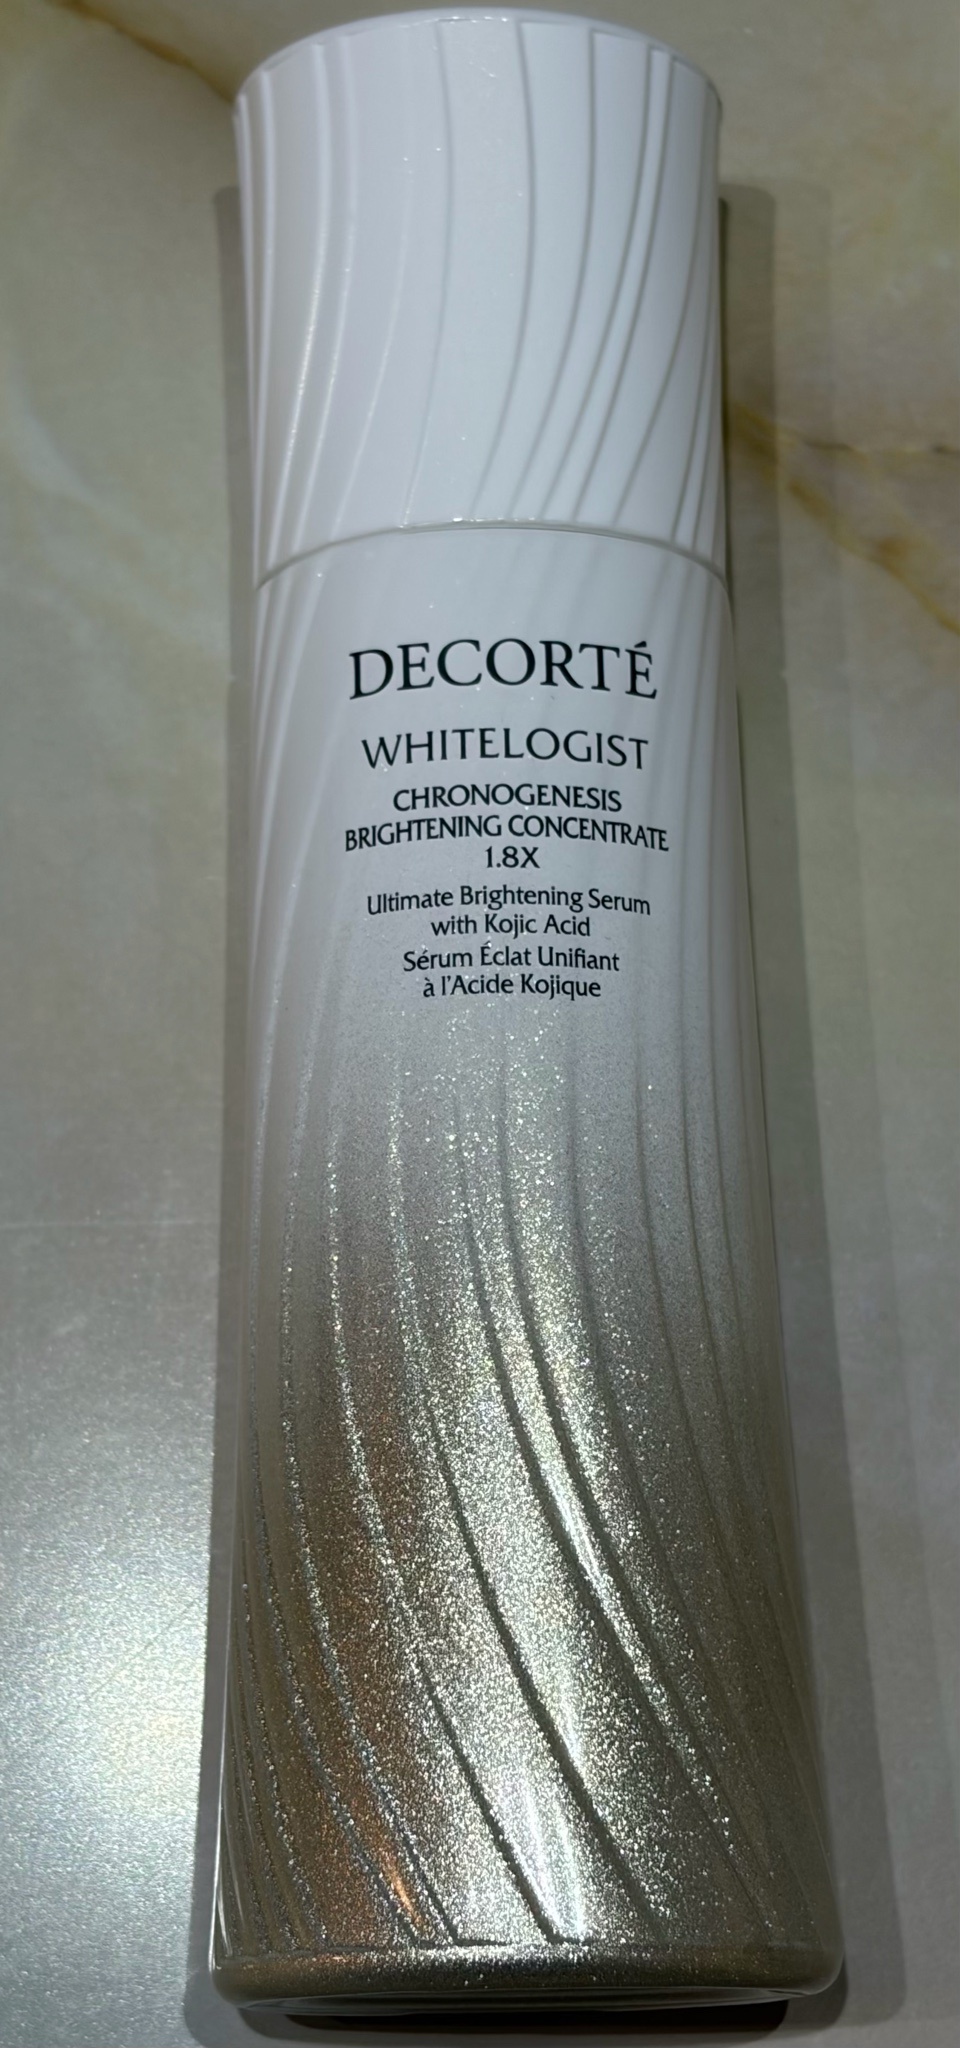 DECORTÉ
WHITELOGIST
CHRONOGENESIS
BRIGHTENING CONCENTRATE
1.8X
Ultimate Brightening Serum
with Kojic Acid
Sérum Éclat Unifiant
à l'Acide Kojique